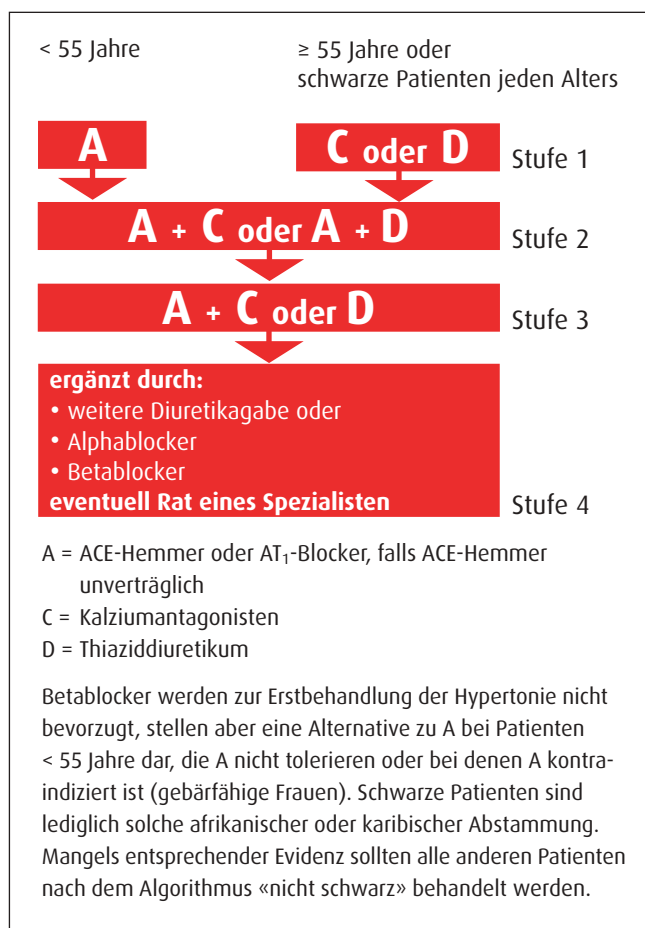 < 55 Jahre
≥ 55 Jahre oder
schwarze Patienten jeden Alters
A
C oder D
Stufe 1
A + C oder A + D
Stufe 2
A + C oder D
Stufe 3
ergänzt durch:
• weitere Diuretikagabe oder
• Alphablocker
• Betablocker
eventuell Rat eines Spezialisten
Stufe 4
A = ACE-Hemmer oder AT₁-Blocker, falls ACE-Hemmer
unverträglich
C = Kalziumantagonisten
D = Thiaziddiuretikum
Betablocker werden zur Erstbehandlung der Hypertonie nicht
bevorzugt, stellen aber eine Alternative zu A bei Patienten
< 55 Jahre dar, die A nicht tolerieren oder bei denen A kontra-
indiziert ist (gebärfähige Frauen). Schwarze Patienten sind
lediglich solche afrikanischer oder karibischer Abstammung.
Mangels entsprechender Evidenz sollten alle anderen Patienten
nach dem Algorithmus «nicht schwarz» behandelt werden.